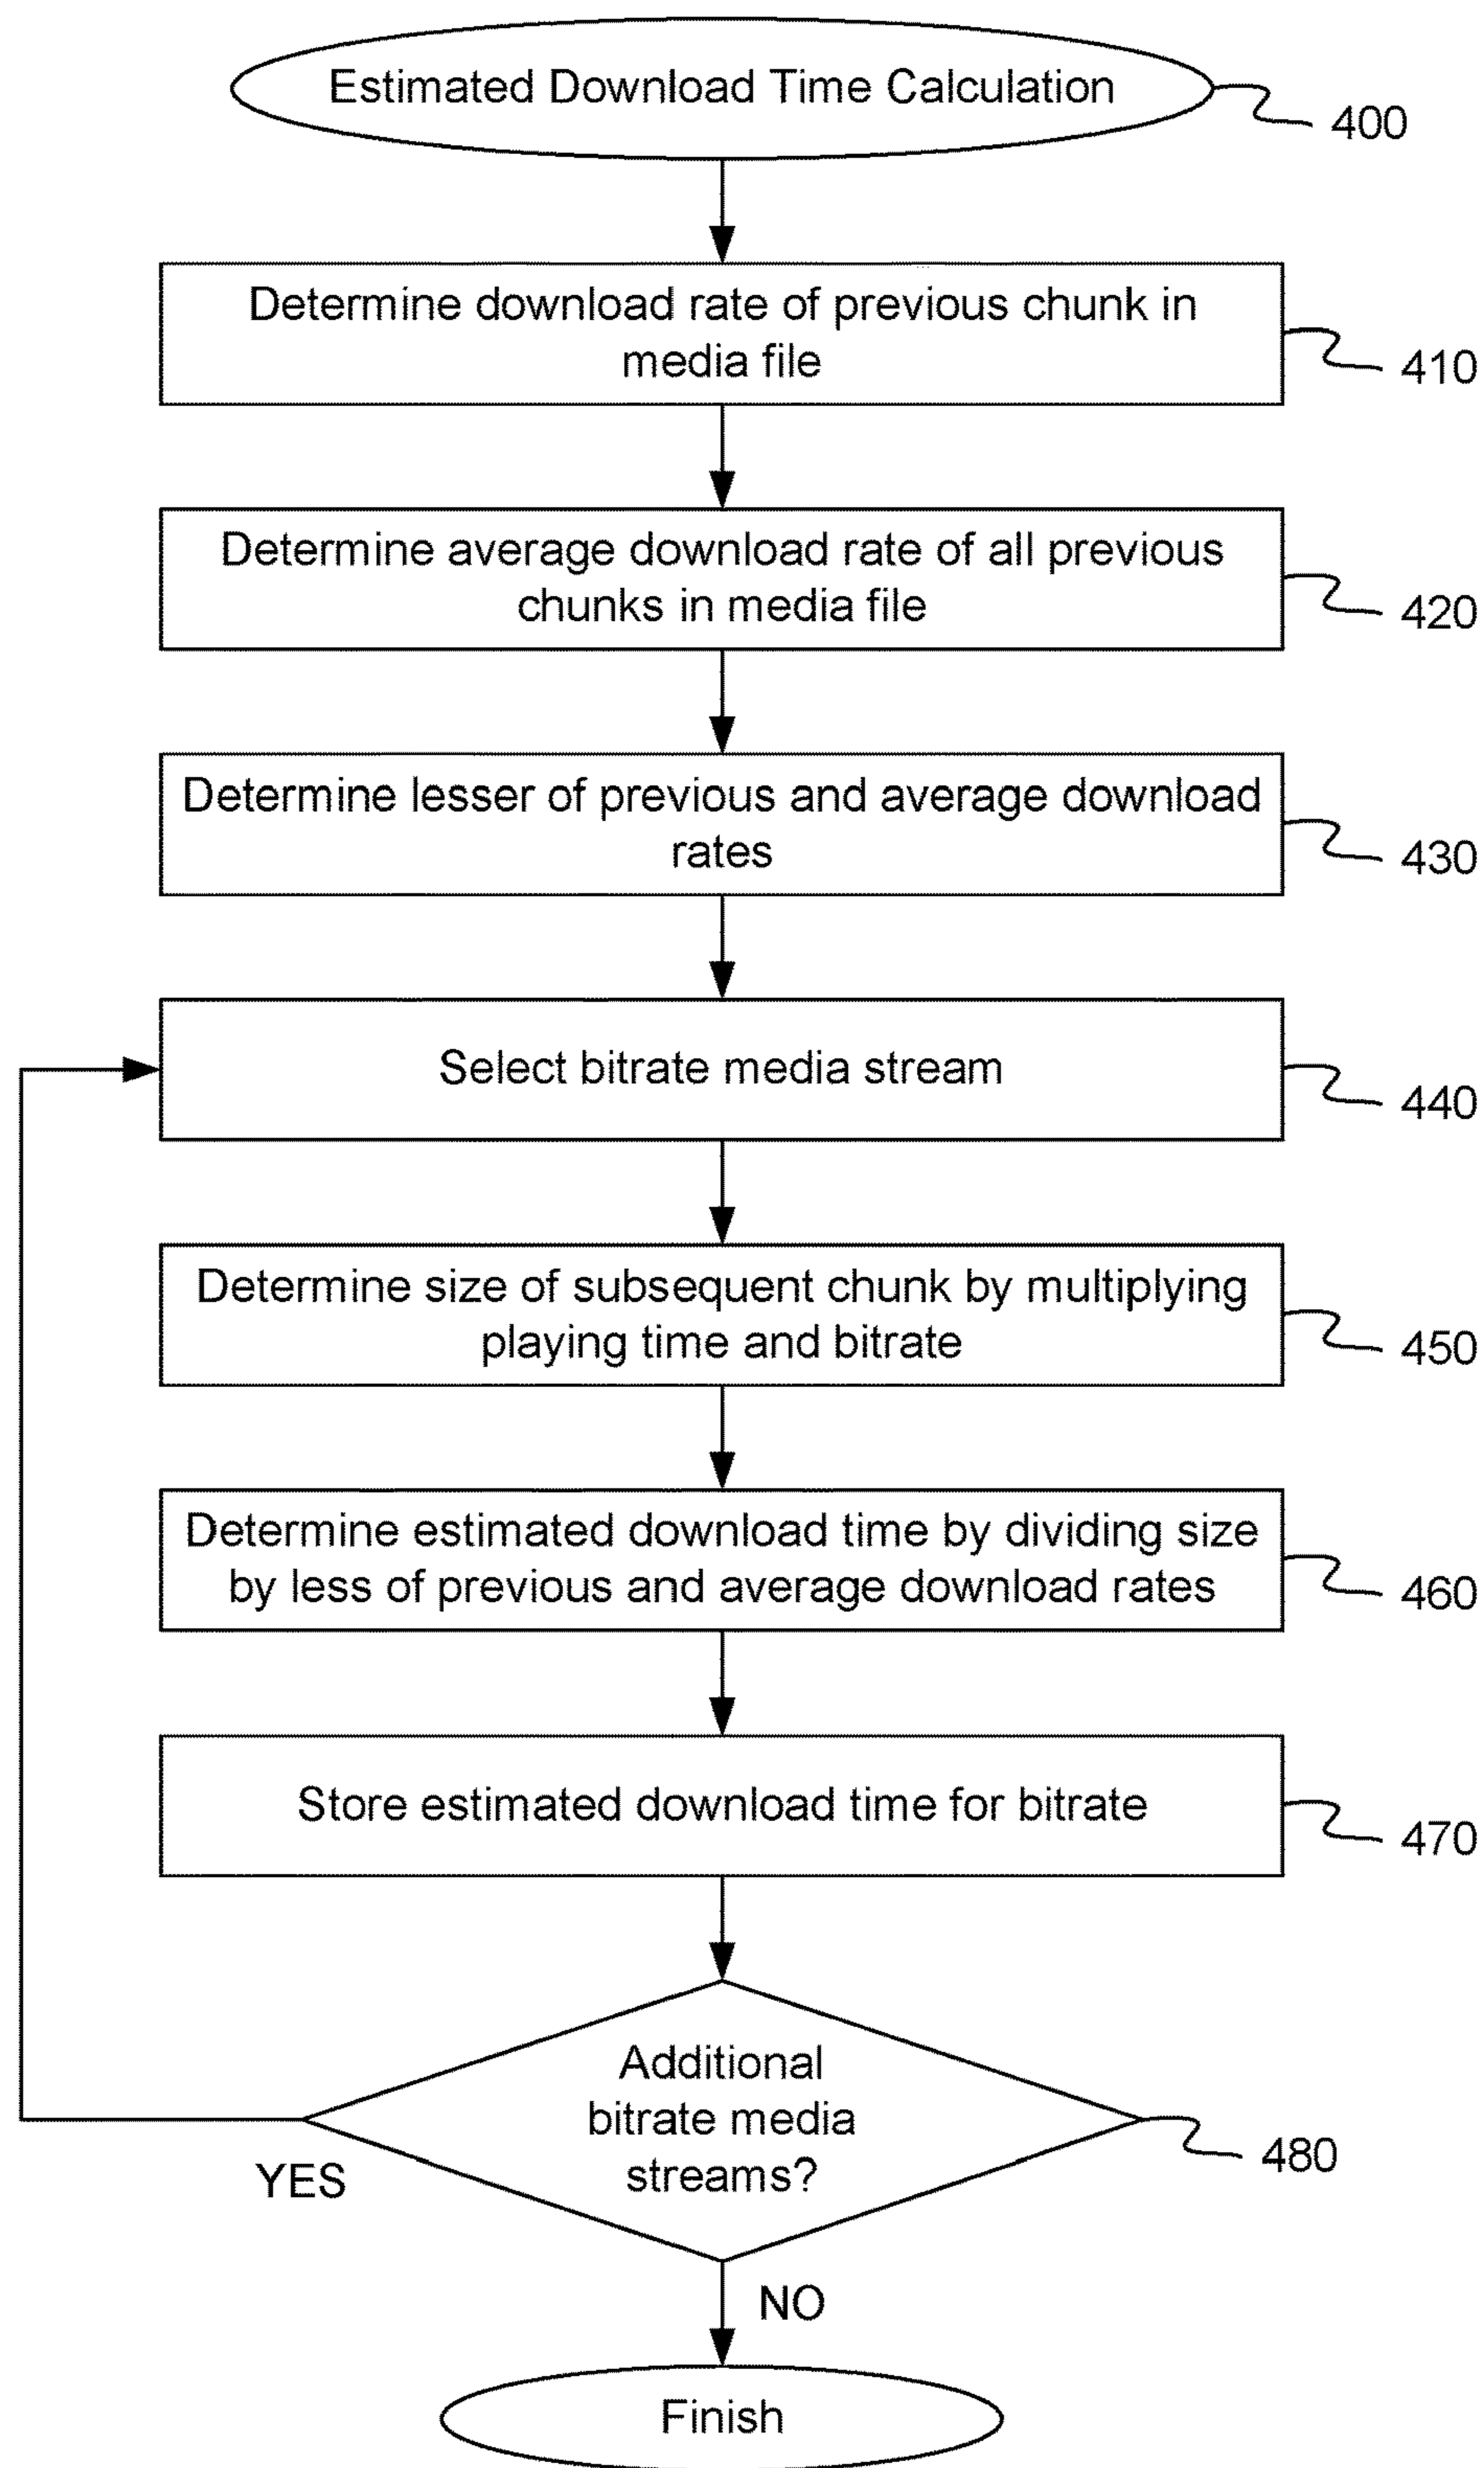 Estimated Download Time Calculation
400
Determine download rate of previous chunk in
media file
410
Determine average download rate of all previous
chunks in media file
420
Determine lesser of previous and average download
rates
430
Select bitrate media stream
440
Determine size of subsequent chunk by multiplying
playing time and bitrate
450
Determine estimated download time by dividing size
by less of previous and average download rates
460
Store estimated download time for bitrate
470
Additional
bitrate media
streams?
480
YES
NO
Finish